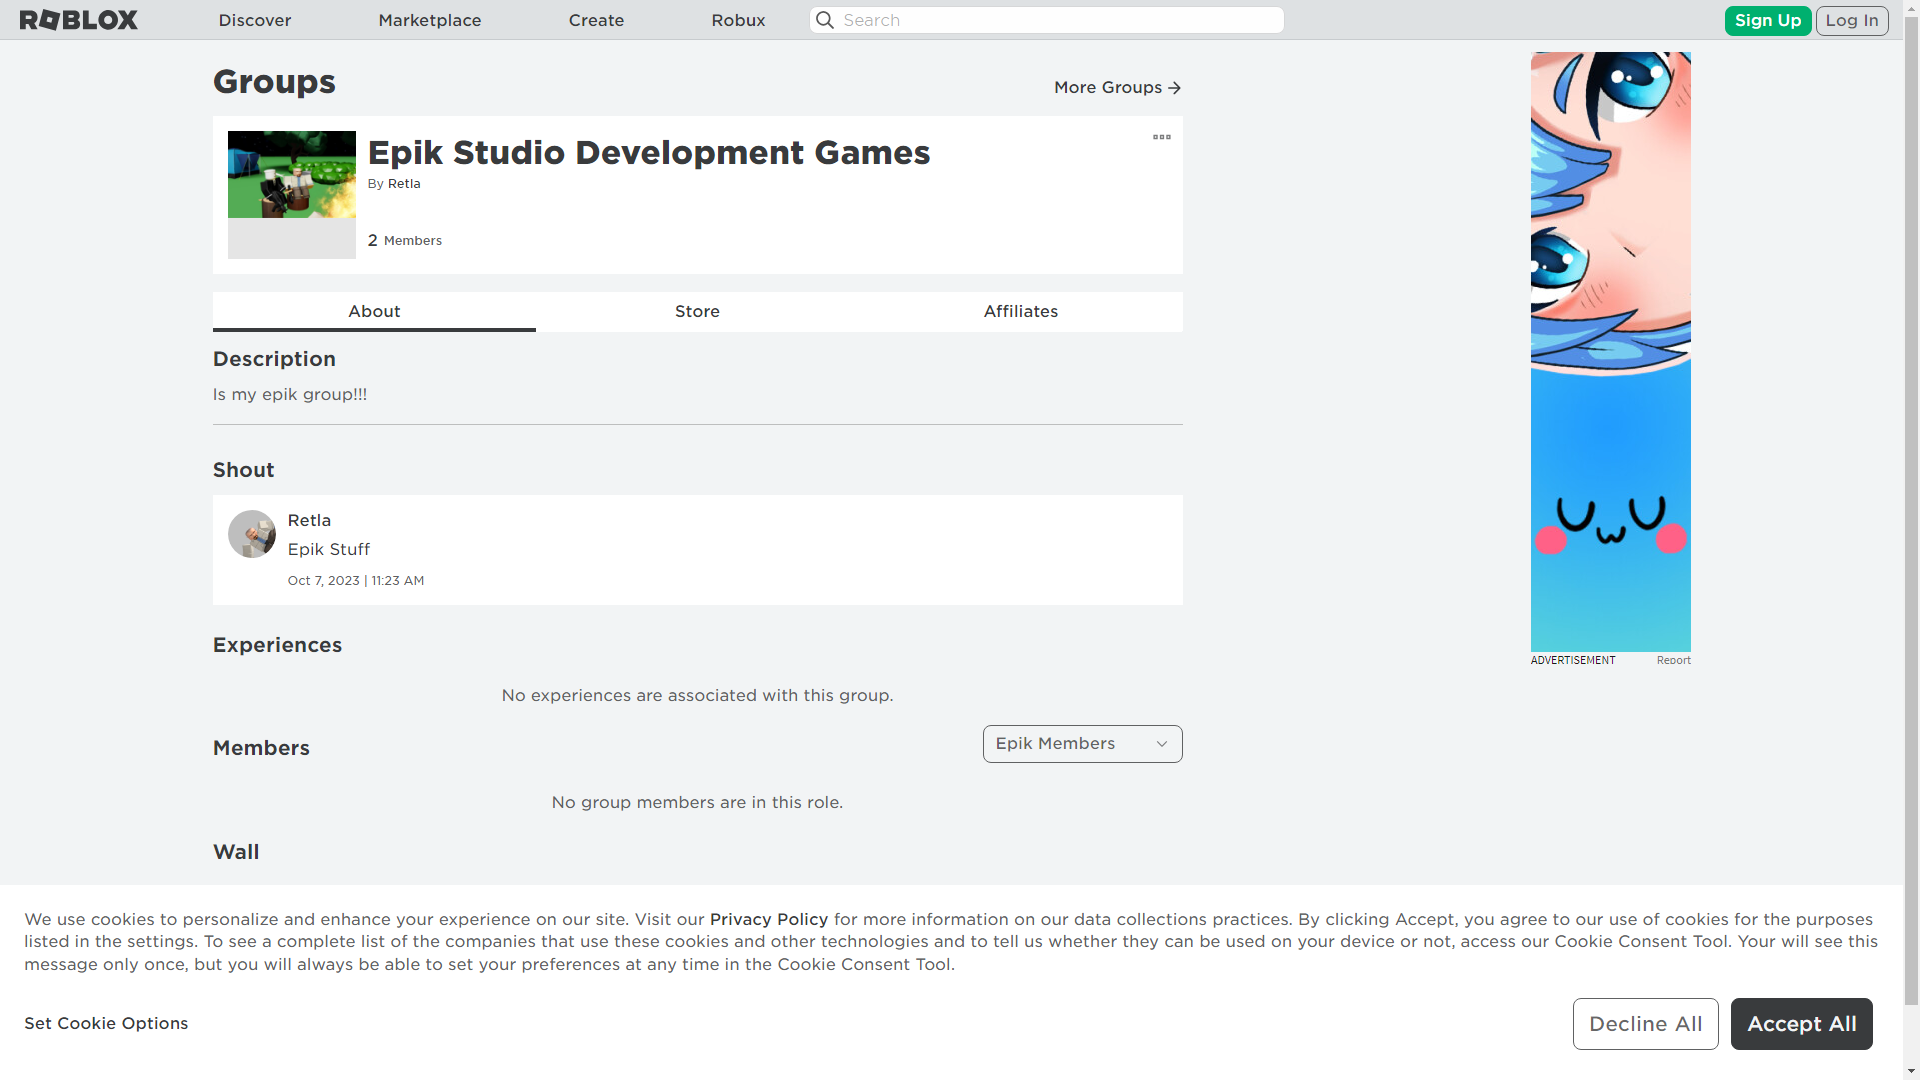 ROBLOX Discover Marketplace Create Robux Search Sign Up Log In
Groups
More Groups
Epik Studio Development Games
By Retla
2 Members
About Store Affiliates
Description
Is my epik group!!!
Shout
Retla
Epik Stuff
Oct 7, 2023 | 11:23 AM
Experiences
No experiences are associated with this group.
Members
Epik Members
No group members are in this role.
Wall
ADVERTISEMENT Report
We use cookies to personalize and enhance your experience on our site. Visit our Privacy Policy for more information on our data collections practices. By clicking Accept, you agree to our use of cookies for the purposes
listed in the settings. To see a complete list of the companies that use these cookies and other technologies and to tell us whether they can be used on your device or not, access our Cookie Consent Tool. Your will see this
message only once, but you will always be able to set your preferences at any time in the Cookie Consent Tool.
Set Cookie Options
Decline All
Accept All